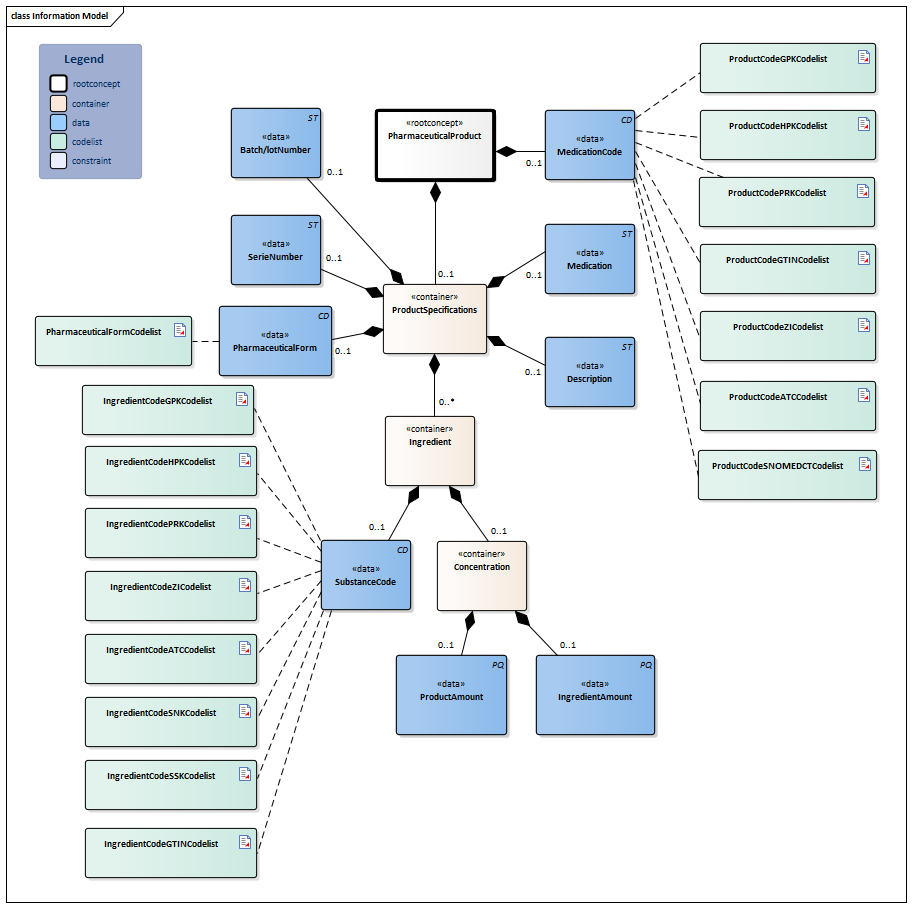 class Information Model
Legend
rootconcept
container
data
codelist
constraint
ST
«data»
Batch/lotNumber
0..1
«rootconcept»
PharmaceuticalProduct
CD
«data»
MedicationCode
0..1
ProductCodeGPKCodelist
ProductCodeHPKCodelist
ProductCodePRKCodelist
ProductCodeGTINCodelist
ProductCodeZICodelist
ProductCodeATCCodelist
ProductCodeSNOMEDCTCodelist
ST
«data»
SerieNumber
0..1
0..1
«container»
ProductSpecifications
ST
«data»
Medication
0..1
CD
«data»
PharmaceuticalForm
0..1
PharmaceuticalFormCodelist
ST
«data»
Description
0..1
0..*
«container»
Ingredient
IngredientCodeGPKCodelist
IngredientCodeHPKCodelist
IngredientCodePRKCodelist
IngredientCodeZICodelist
IngredientCodeATCCodelist
IngredientCodeSNKCodelist
IngredientCodeSSKCodelist
IngredientCodeGTINCodelist
0..1
CD
«data»
SubstanceCode
0..1
«container»
Concentration
0..1
PQ
«data»
ProductAmount
0..1
PQ
«data»
IngredientAmount